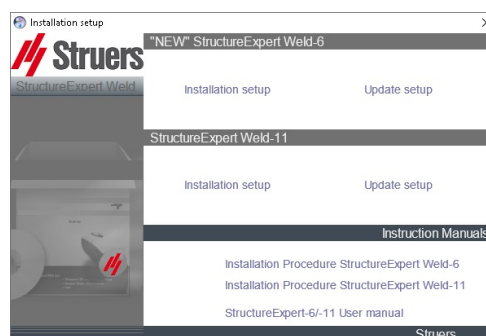 Installation setup
Struers
StructureExpert Weld
"NEW" StructureExpert Weld-6
Installation setup Update setup
StructureExpert Weld-11
Installation setup Update setup
Instruction Manuals
Installation Procedure StructureExpert Weld-6
Installation Procedure StructureExpert Weld-11
StructureExpert-6/-11 User manual
Struers